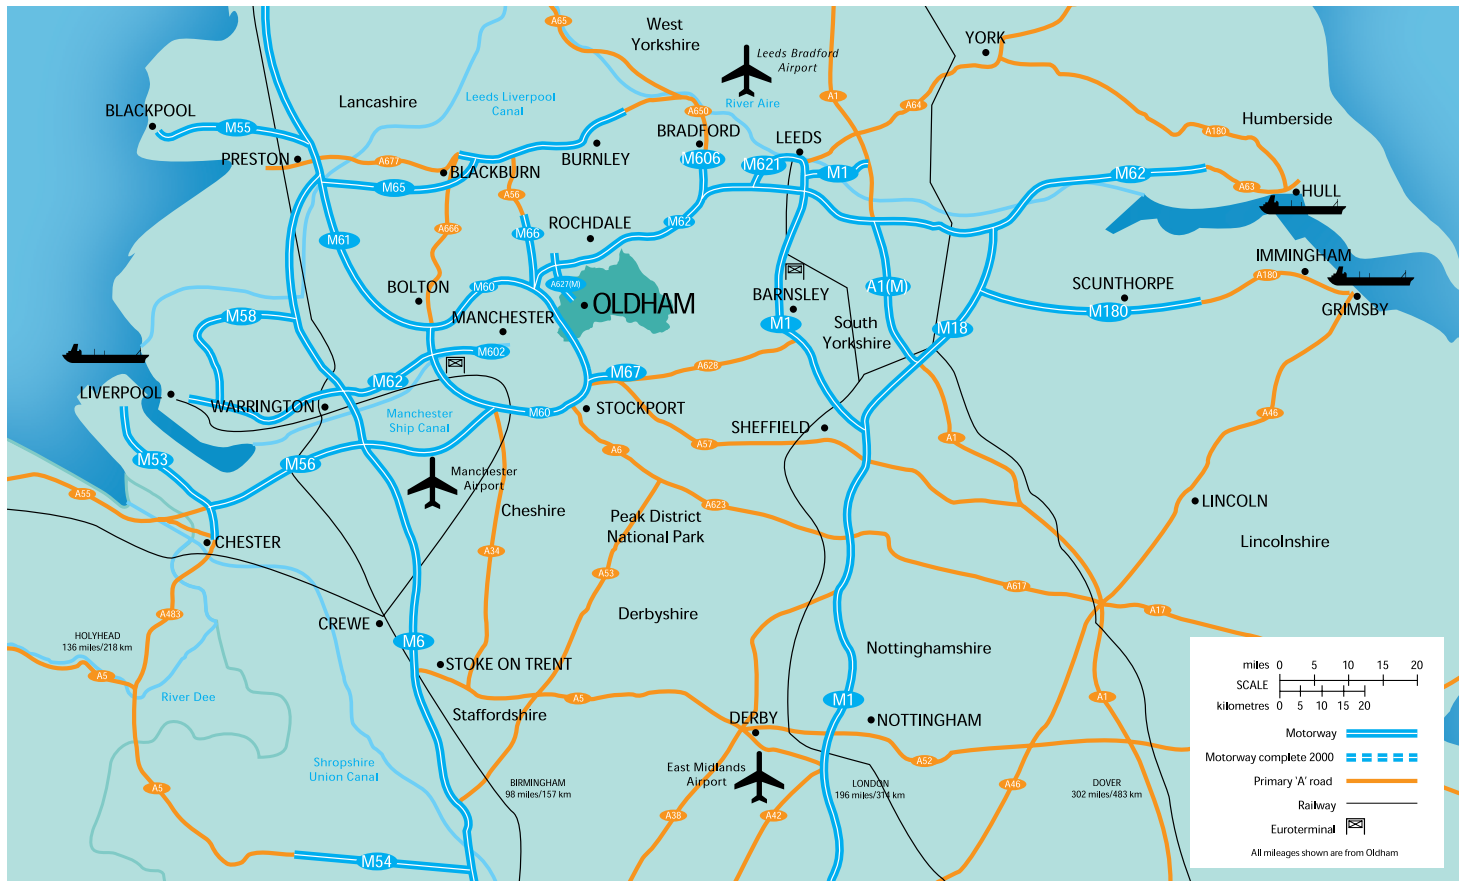 A65
West
Yorkshire
YORK
Leeds Bradford
Airport
A1
A64
River Aire
Leeds Liverpool
Canal
Lancashire
BLACKPOOL
M55
A650
BRADFORD
LEEDS
A180
Humberside
PRESTON
A677
BLACKBURN
BURNLEY
M606
M621
M1
M62
A63
HULL
M65
A56
A666
M66
ROCHDALE
M62
M61
IMMINGHAM
A180
GRIMSBY
BOLTON
M60
A627(M)
OLDHAM
BARNSLEY
A1(M)
SCUNTHORPE
M180
M58
MANCHESTER
M1
South
Yorkshire
M18
M602
LIVERPOOL
M62
M67
A628
WARRINGTON
Manchester
Ship Canal
M60
STOCKPORT
SHEFFIELD
A46
M53
M56
A6
A57
A1
Manchester
Airport
A55
Cheshire
Peak District
National Park
A623
LINCOLN
CHESTER
A34
Lincolnshire
A53
A617
A17
A483
CREWE
Derbyshire
HOLYHEAD
136 miles/218 km
M6
Nottinghamshire
A5
STOKE ON TRENT
River Dee
A5
M1
A1
Staffordshire
DERBY
NOTTINGHAM
Shropshire
Union Canal
East Midlands
Airport
A52
A5
BIRMINGHAM
98 miles/157 km
LONDON
196 miles/314 km
A46
DOVER
302 miles/483 km
A38
A42
M54
miles 0 5 10 15 20
SCALE
kilometres 0 5 10 15 20
Motorway
Motorway complete 2000
Primary 'A' road
Railway
Euroterminal
All mileages shown are from Oldham